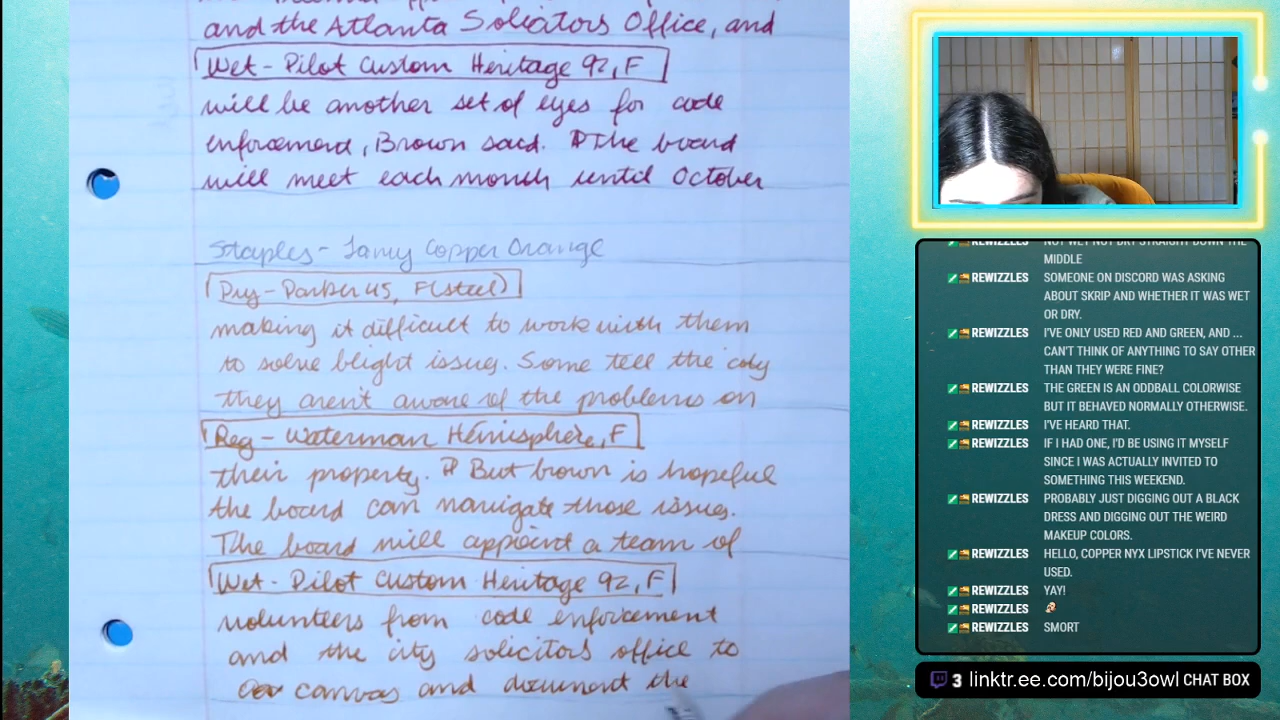 and the Atlanta Solicitors Office, and
Wet - Pilot Custom Heritage 92, F
will be another set of eyes for code
enforcement, Brown said. The board
will meet each month until October
Staples - Lamy Copper Orange
Dry - Parker 45, F (steel)
making it difficult to work with them
to solve blight issues. Some tell the city
they aren't aware of the problems on
Reg - Waterman Hémisphère, F
their property. But brown is hopeful
the board can navigate those issues.
The board will appoint a team of
Wet - Pilot Custom Heritage 92, F
volunteers from code enforcement
and the city solicitors office to
canvas and document the
REWIZZLES NOT WET NOT DRY STRAIGHT DOWN THE
MIDDLE
REWIZZLES SOMEONE ON DISCORD WAS ASKING
ABOUT SKRIP AND WHETHER IT WAS WET
OR DRY.
REWIZZLES I'VE ONLY USED RED AND GREEN, AND ...
CAN'T THINK OF ANYTHING TO SAY OTHER
THAN THEY WERE FINE?
REWIZZLES THE GREEN IS AN ODDBALL COLORWISE
BUT IT BEHAVED NORMALLY OTHERWISE.
REWIZZLES I'VE HEARD THAT.
REWIZZLES IF I HAD ONE, I'D BE USING IT MYSELF
SINCE I WAS ACTUALLY INVITED TO
SOMETHING THIS WEEKEND.
REWIZZLES PROBABLY JUST DIGGING OUT A BLACK
DRESS AND DIGGING OUT THE WEIRD
MAKEUP COLORS.
REWIZZLES HELLO, COPPER NYX LIPSTICK I'VE NEVER
USED.
REWIZZLES YAY!
REWIZZLES
REWIZZLES SMORT
3 linktr.ee.com/bijou3owl CHAT BOX